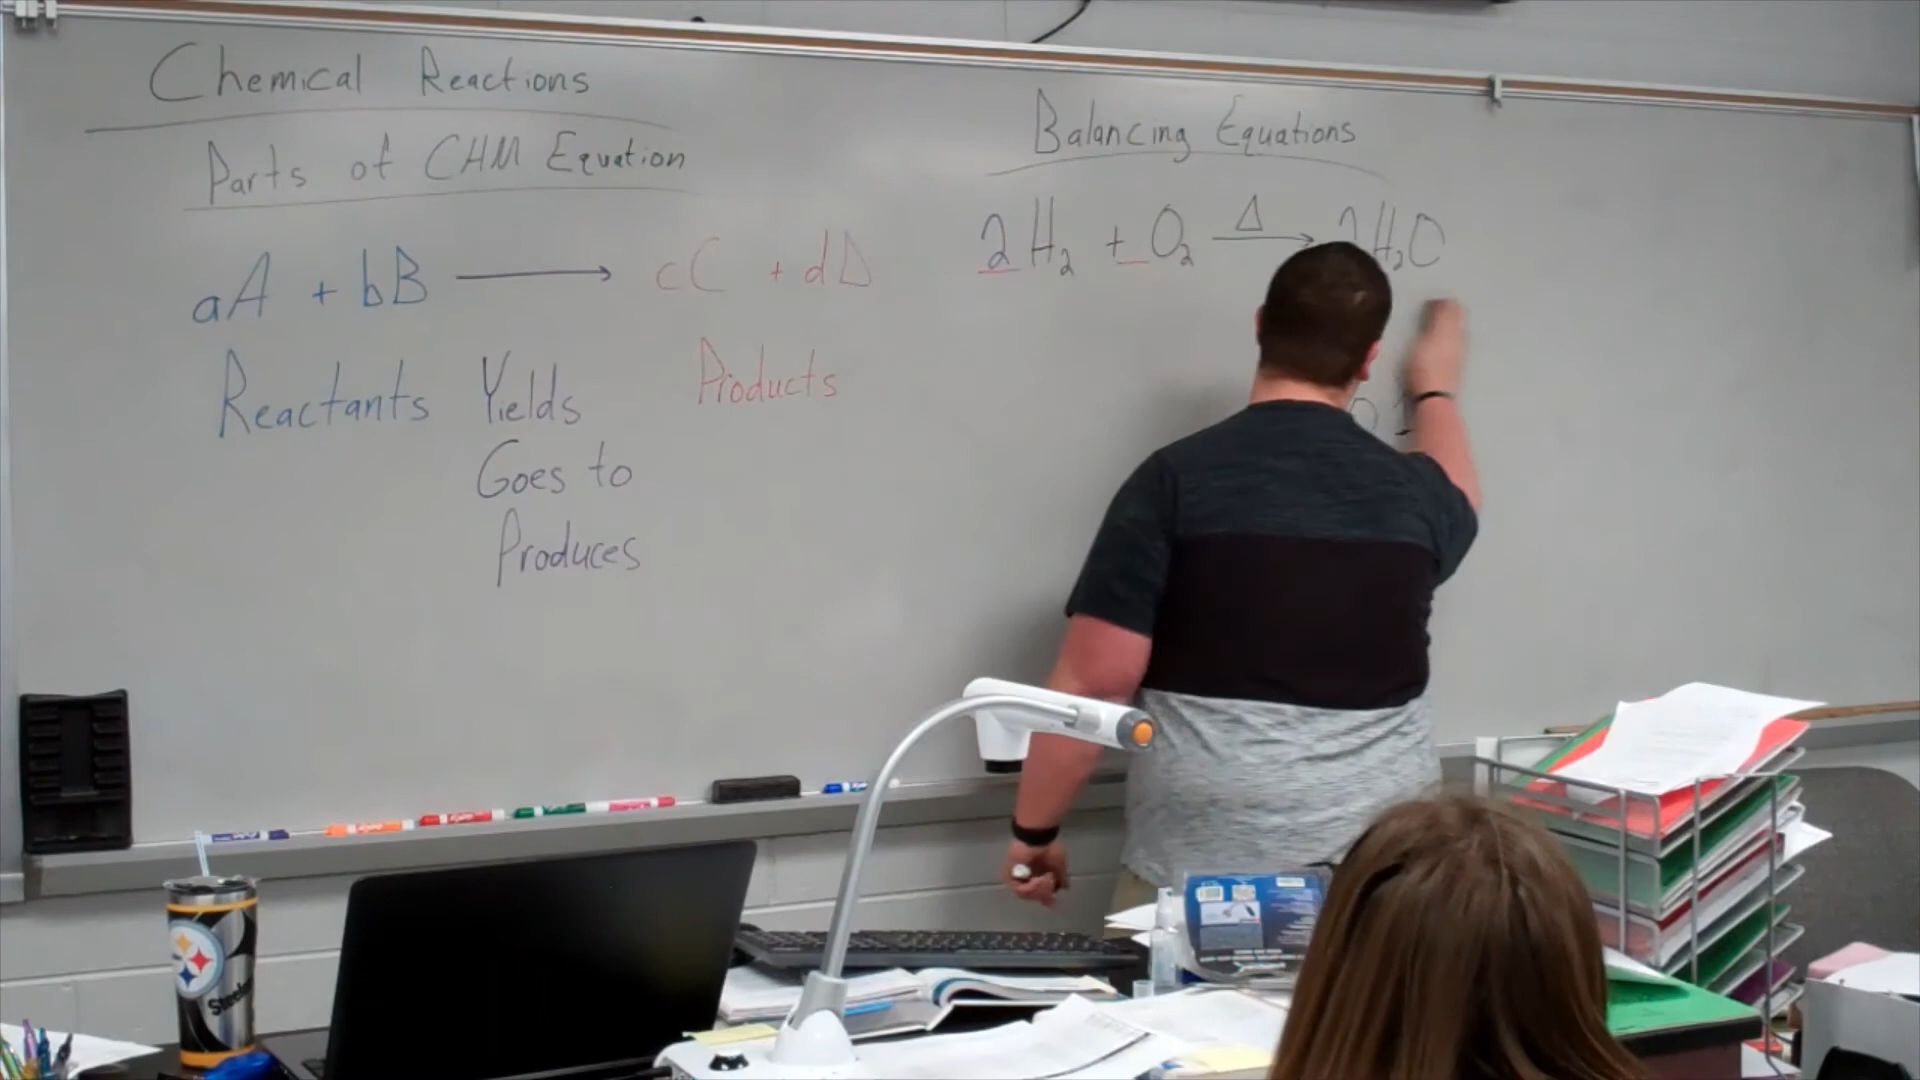 Chemical Reactions
Parts of CHM Equation
aA + bB ⟶ cC + dD
Reactants Yields Products
Goes to
Produces
Balancing Equations
2H₂ + O₂ —Δ→ 2H₂O
Steelers